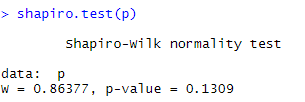 > shapiro.test(p)
Shapiro-Wilk normality test
data:  p
W = 0.86377, p-value = 0.1309